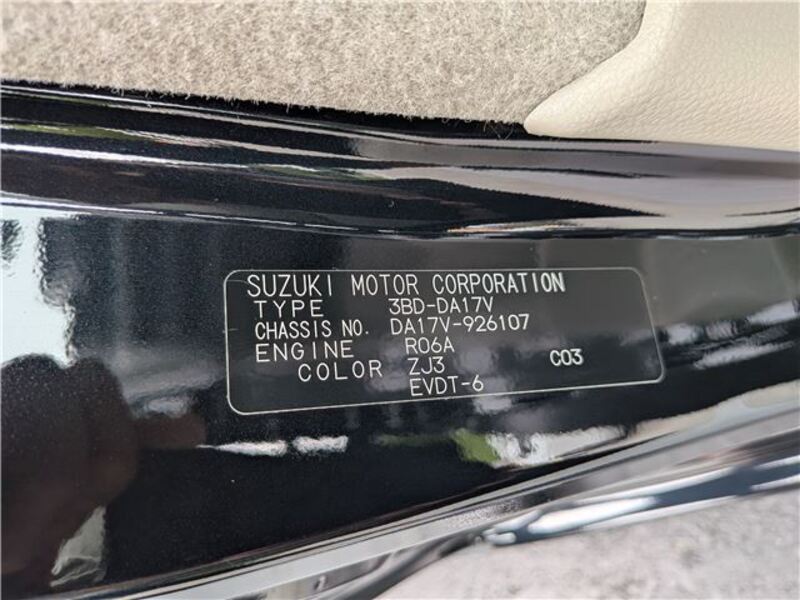 SUZUKI MOTOR CORPORATION
TYPE 3BD-DA17V
CHASSIS NO. DA17V-926107
ENGINE R06A
COLOR ZJ3 C03
EVDT-6